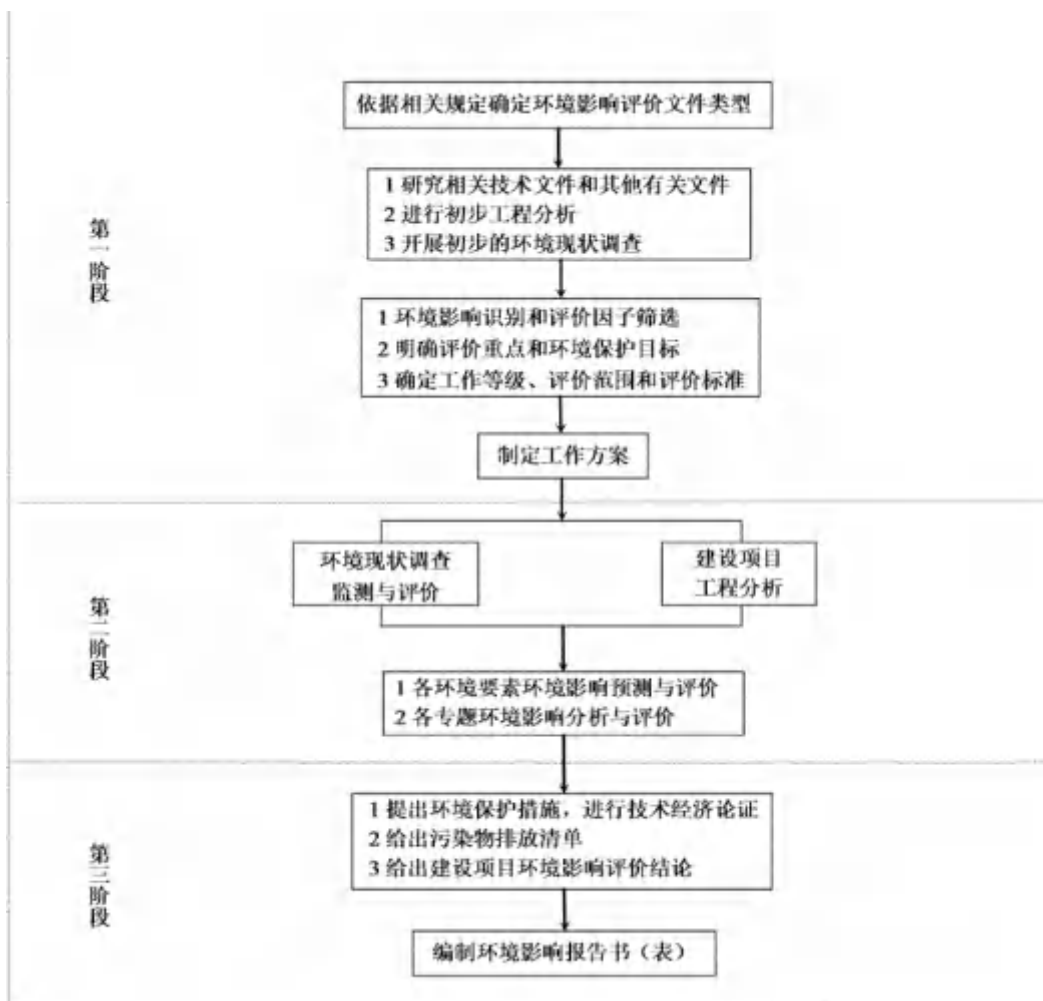 依据相关规定确定环境影响评价文件类型
1 研究相关技术文件和其他有关文件
2 进行初步工程分析
3 开展初步的环境现状调查
第一阶段
1 环境影响识别和评价因子筛选
2 明确评价重点和环境保护目标
3 确定工作等级、评价范围和评价标准
制定工作方案
环境现状调查
监测与评价
建设项目
工程分析
第二阶段
1 各环境要素环境影响预测与评价
2 各专题环境影响分析与评价
1 提出环境保护措施，进行技术经济论证
2 给出污染物排放清单
3 给出建设项目环境影响评价结论
第三阶段
编制环境影响报告书（表）